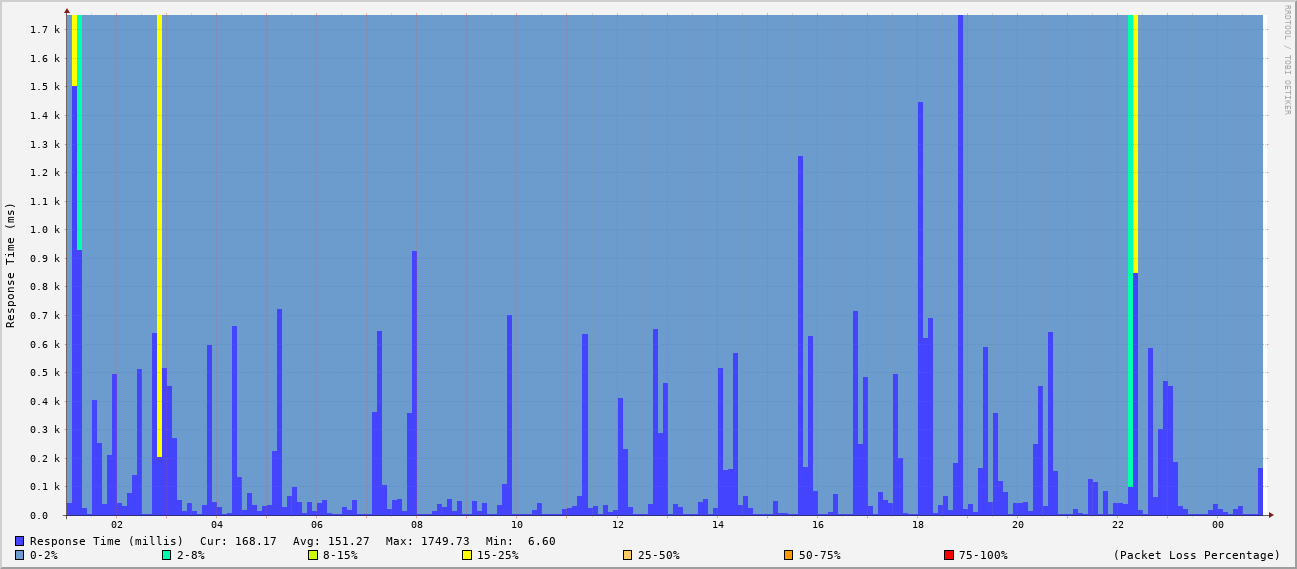 RRDTOOL / TOBI OETIKER
Response Time (ms)
1.7 k
1.6 k
1.5 k
1.4 k
1.3 k
1.2 k
1.1 k
1.0 k
0.9 k
0.8 k
0.7 k
0.6 k
0.5 k
0.4 k
0.3 k
0.2 k
0.1 k
0.0
02 04 06 08 10 12 14 16 18 20 22 00
Response Time (millis) Cur: 168.17 Avg: 151.27 Max: 1749.73 Min: 6.60
0-2% 2-8% 8-15% 15-25% 25-50% 50-75% 75-100% (Packet Loss Percentage)